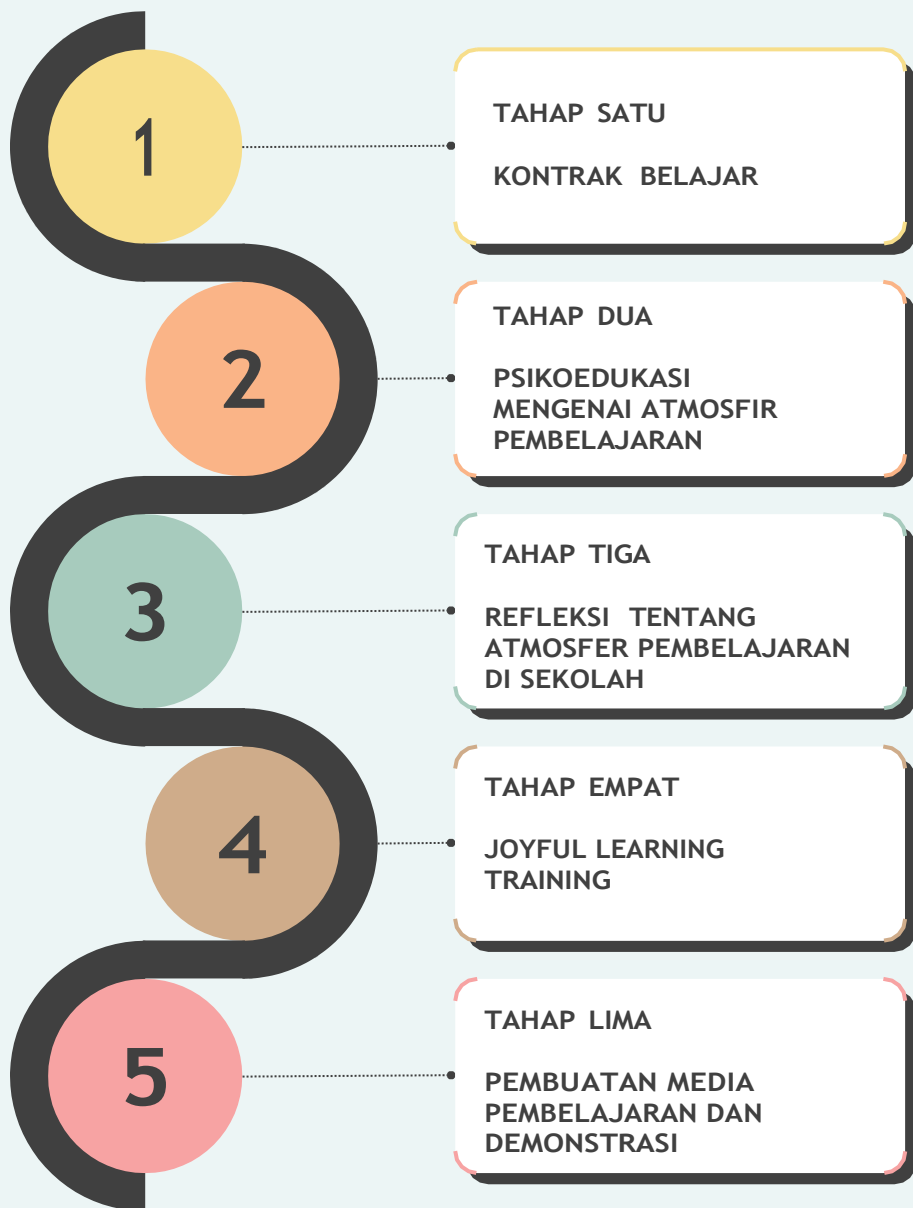 1
TAHAP SATU
KONTRAK BELAJAR
2
TAHAP DUA
PSIKOEDUKASI
MENGENAI ATMOSFIR
PEMBELAJARAN
3
TAHAP TIGA
REFLEKSI TENTANG
ATMOSFER PEMBELAJARAN
DI SEKOLAH
4
TAHAP EMPAT
JOYFUL LEARNING
TRAINING
5
TAHAP LIMA
PEMBUATAN MEDIA
PEMBELAJARAN DAN
DEMONSTRASI